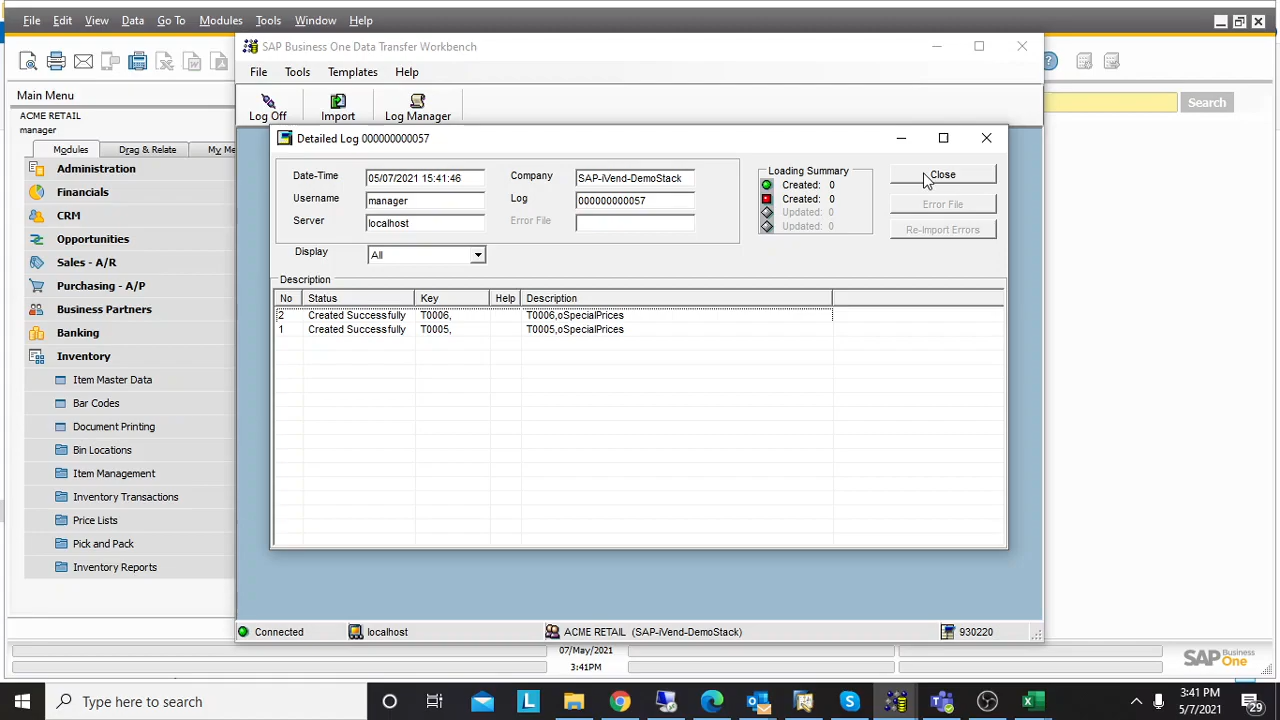 File Edit View Data Go To Modules Tools Window Help
SAP Business One Data Transfer Workbench
File Tools Templates Help
Log Off Import Log Manager
Search
Main Menu
ACME RETAIL
manager
Modules Drag & Relate My Me
Administration
Financials
CRM
Opportunities
Sales - A/R
Purchasing - A/P
Business Partners
Banking
Inventory
Item Master Data
Bar Codes
Document Printing
Bin Locations
Item Management
Inventory Transactions
Price Lists
Pick and Pack
Inventory Reports
Detailed Log 000000000057
Date-Time 05/07/2021 15:41:46 Company SAP-iVend-DemoStack
Username manager Log 000000000057
Server localhost Error File
Display All
Loading Summary
Created: 0
Created: 0
Updated: 0
Updated: 0
Close
Error File
Re-Import Errors
Description
No Status Key Help Description
2 Created Successfully T0006, T0006,oSpecialPrices
1 Created Successfully T0005, T0005,oSpecialPrices
Connected localhost ACME RETAIL (SAP-iVend-DemoStack) 930220
07/May/2021
3:41PM
SAP Business One
Type here to search
3:41 PM
5/7/2021
29